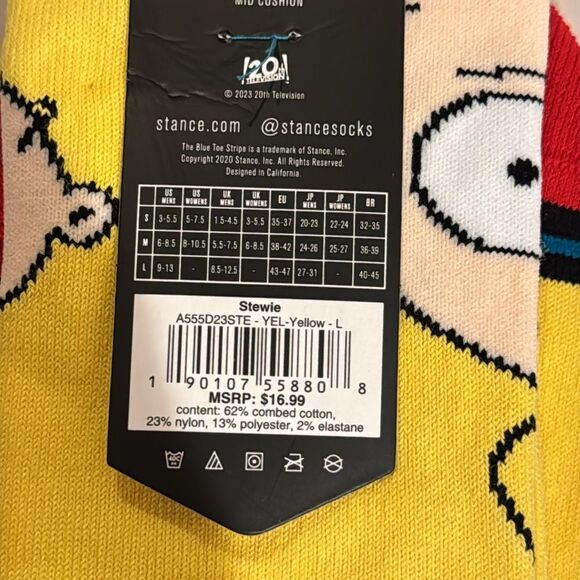 MID CUSHION
20th
TELEVISION
© 2023 20th Television
stance.com @stancesocks
The Blue Toe Stripe is a trademark of Stance, Inc.
Copyright 2020 Stance, Inc. All Rights Reserved.
Designed in California.
US MENS US WOMENS UK MENS UK WOMENS EU JP MENS JP WOMENS BR
S 3-5.5 5-7.5 1.5-4.5 3-5.5 35-37 20-23 22-24 32-35
M 6-8.5 8-10.5 5.5-7.5 6-8.5 38-42 24-26 25-27 36-39
L 9-13 - 8.5-12.5 - 43-47 27-31 - 40-45
Stewie
A555D23STE - YEL-Yellow - L
1 90107 55880 8
MSRP: $16.99
content: 62% combed cotton,
23% nylon, 13% polyester, 2% elastane
40C